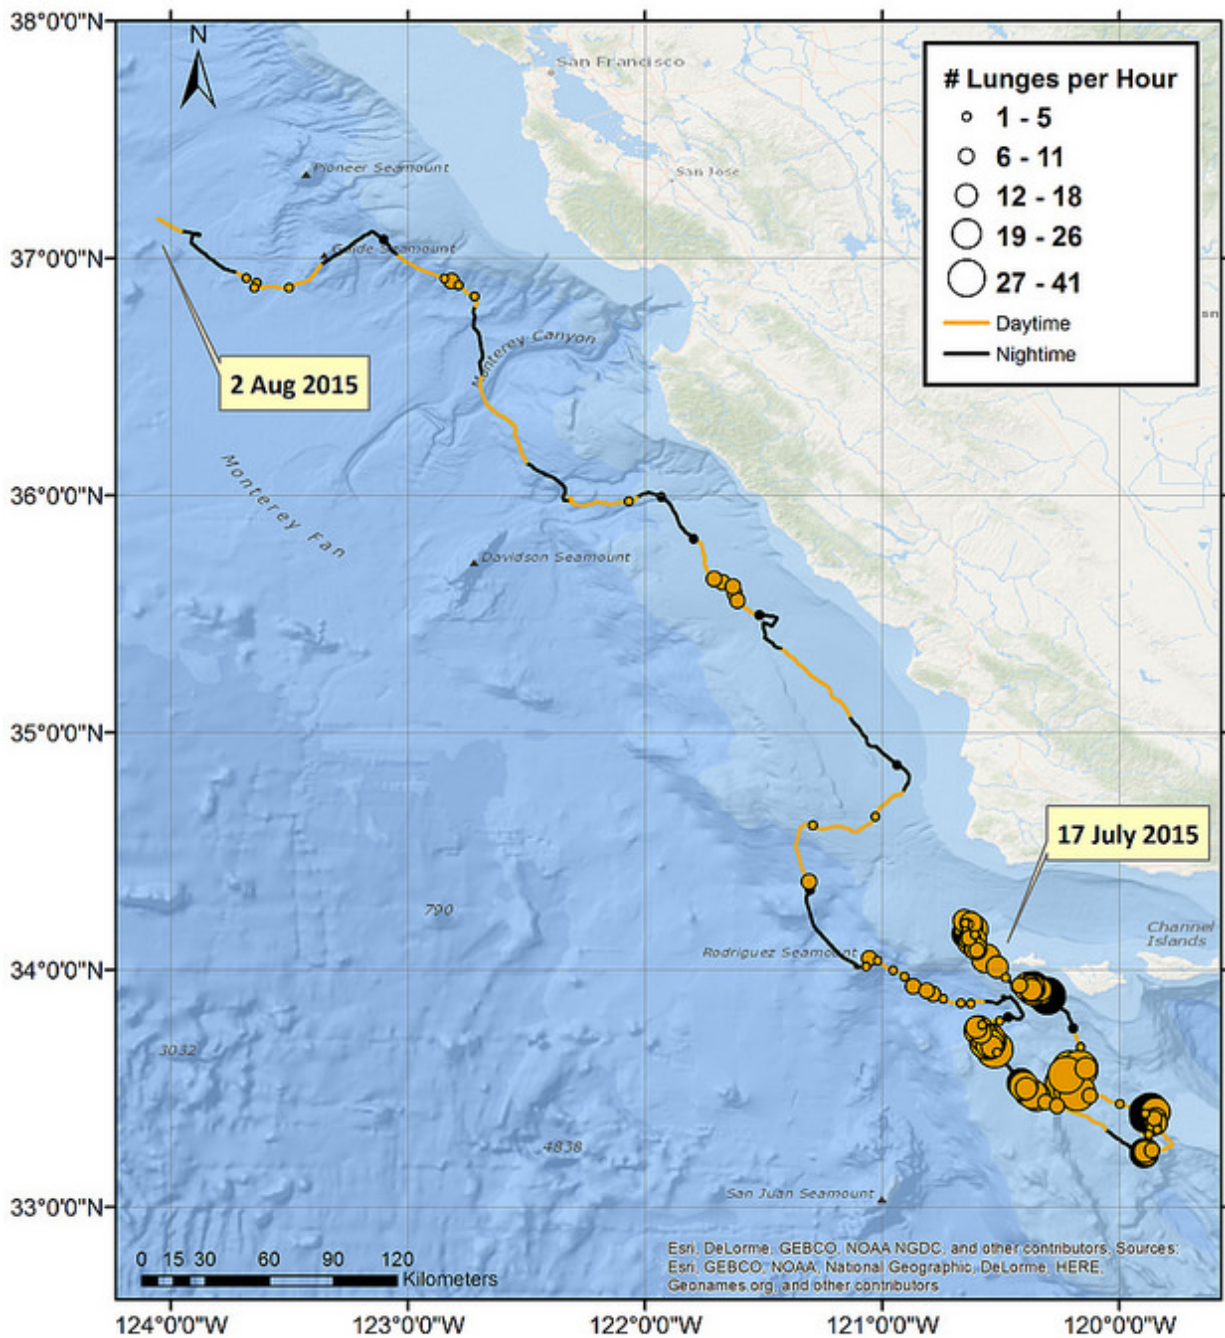 38°0'0"N
N
San Francisco
# Lunges per Hour
1 - 5
6 - 11
12 - 18
19 - 26
27 - 41
Daytime
Nightime
Pioneer Seamount
San Jose
37°0'0"N
Guide Seamount
Monterey Canyon
2 Aug 2015
36°0'0"N
Monterey Fan
Davidson Seamount
35°0'0"N
17 July 2015
790
Channel
Islands
34°0'0"N
Rodriguez Seamount
3032
4838
33°0'0"N
San Juan Seamount
0 15 30 60 90 120
Kilometers
Esri, DeLorme, GEBCO, NOAA NGDC, and other contributors, Sources:
Esri, GEBCO, NOAA, National Geographic, DeLorme, HERE,
Geonames.org, and other contributors
124°0'0"W 123°0'0"W 122°0'0"W 121°0'0"W 120°0'0"W